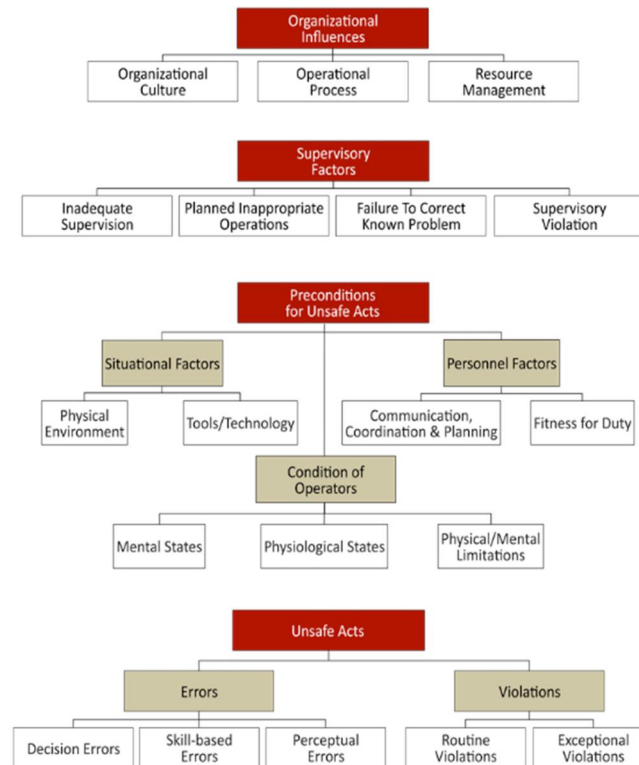 Organizational
Influences
Organizational
Culture
Operational
Process
Resource
Management
Supervisory
Factors
Inadequate
Supervision
Planned Inappropriate
Operations
Failure To Correct
Known Problem
Supervisory
Violation
Preconditions
for Unsafe Acts
Situational Factors
Personnel Factors
Physical
Environment
Tools/Technology
Communication,
Coordination & Planning
Fitness for Duty
Condition of
Operators
Mental States
Physiological States
Physical/Mental
Limitations
Unsafe Acts
Errors
Violations
Decision Errors
Skill-based
Errors
Perceptual
Errors
Routine
Violations
Exceptional
Violations